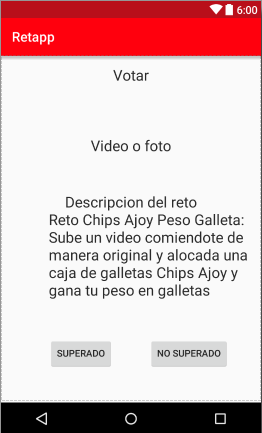 6:00
Retapp
Votar
Video o foto
Descripcion del reto
Reto Chips Ajoy Peso Galleta:
Sube un video comiendote de
manera original y alocada una
caja de galletas Chips Ajoy y
gana tu peso en galletas
SUPERADO NO SUPERADO